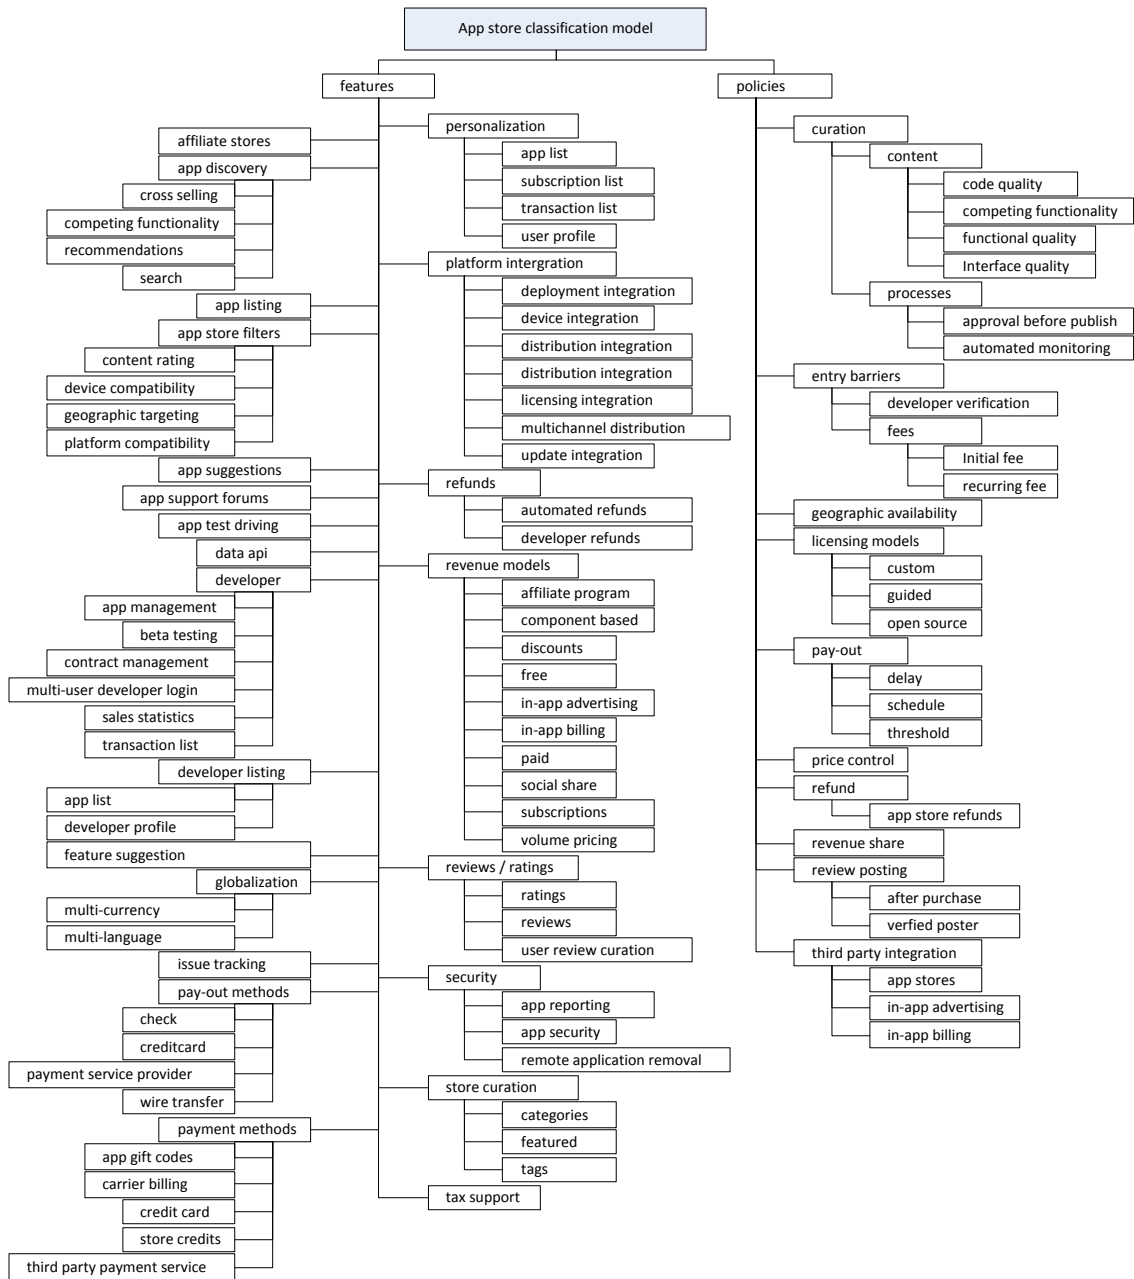 App store classification model
features
affiliate stores
app discovery
cross selling
competing functionality
recommendations
search
app listing
app store filters
content rating
device compatibility
geographic targeting
platform compatibility
app suggestions
app support forums
app test driving
data api
developer
app management
beta testing
contract management
multi-user developer login
sales statistics
transaction list
developer listing
app list
developer profile
feature suggestion
globalization
multi-currency
multi-language
issue tracking
pay-out methods
check
creditcard
payment service provider
wire transfer
payment methods
app gift codes
carrier billing
credit card
store credits
third party payment service
personalization
app list
subscription list
transaction list
user profile
platform intergration
deployment integration
device integration
distribution integration
distribution integration
licensing integration
multichannel distribution
update integration
refunds
automated refunds
developer refunds
revenue models
affiliate program
component based
discounts
free
in-app advertising
in-app billing
paid
social share
subscriptions
volume pricing
reviews / ratings
ratings
reviews
user review curation
security
app reporting
app security
remote application removal
store curation
categories
featured
tags
tax support
policies
curation
content
code quality
competing functionality
functional quality
Interface quality
processes
approval before publish
automated monitoring
entry barriers
developer verification
fees
Initial fee
recurring fee
geographic availability
licensing models
custom
guided
open source
pay-out
delay
schedule
threshold
price control
refund
app store refunds
revenue share
review posting
after purchase
verfied poster
third party integration
app stores
in-app advertising
in-app billing